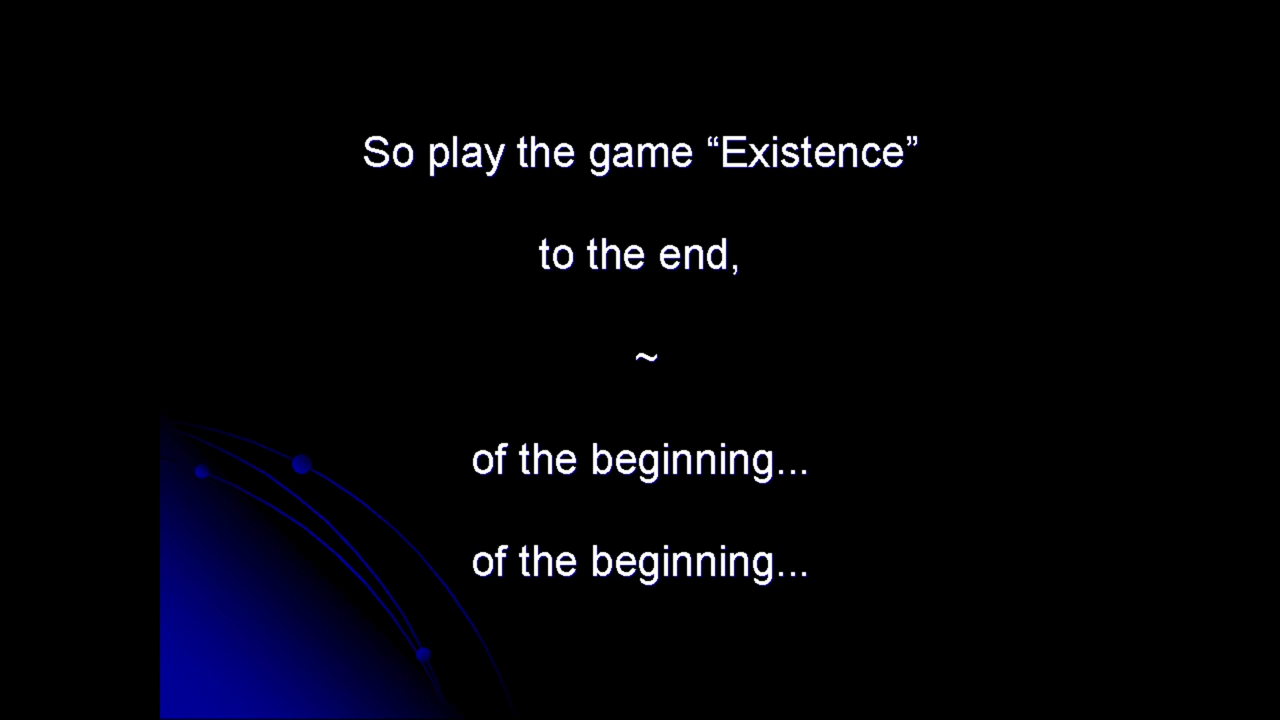 So play the game “Existence”
to the end,
~
of the beginning...
of the beginning...